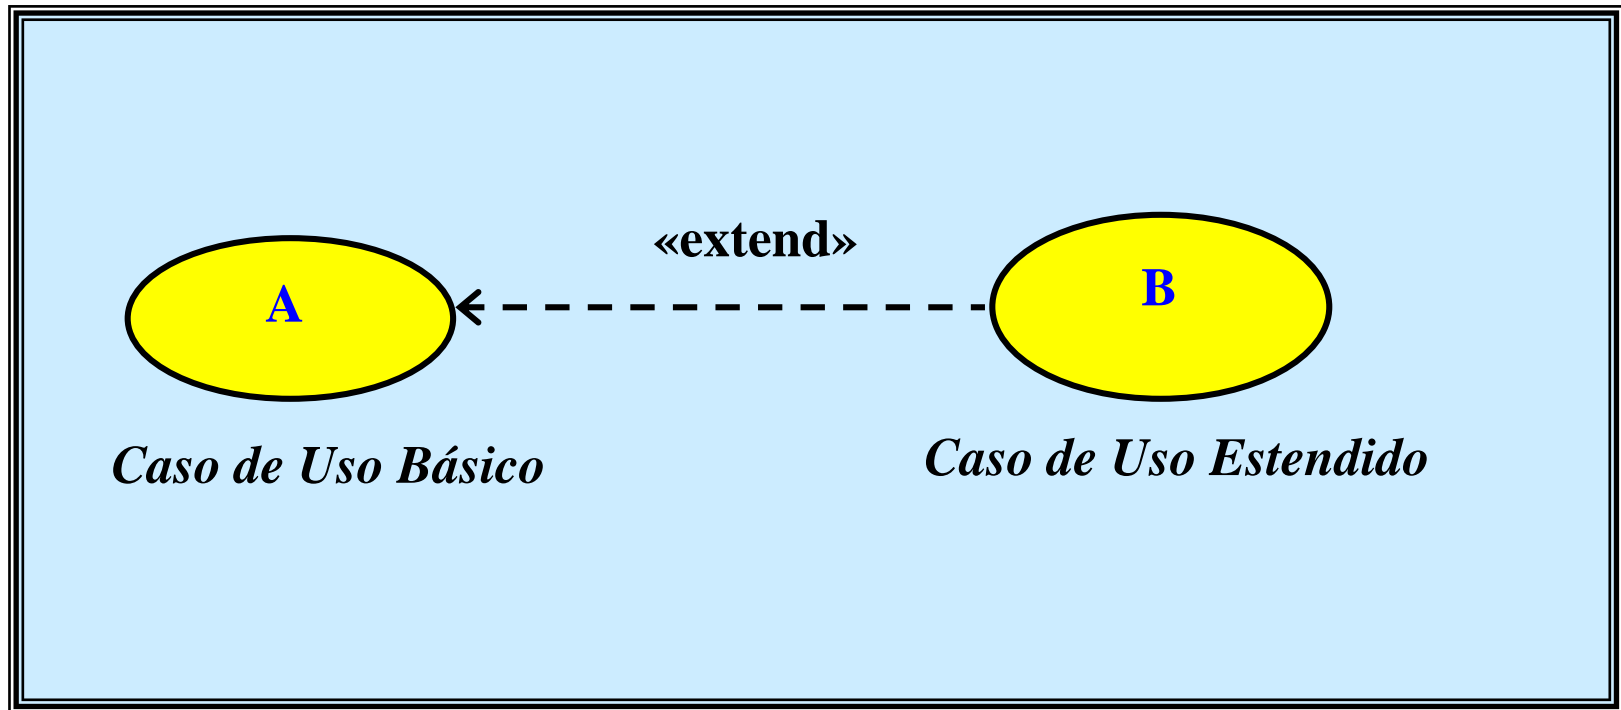 «extend»
A
B
Caso de Uso Básico
Caso de Uso Estendido